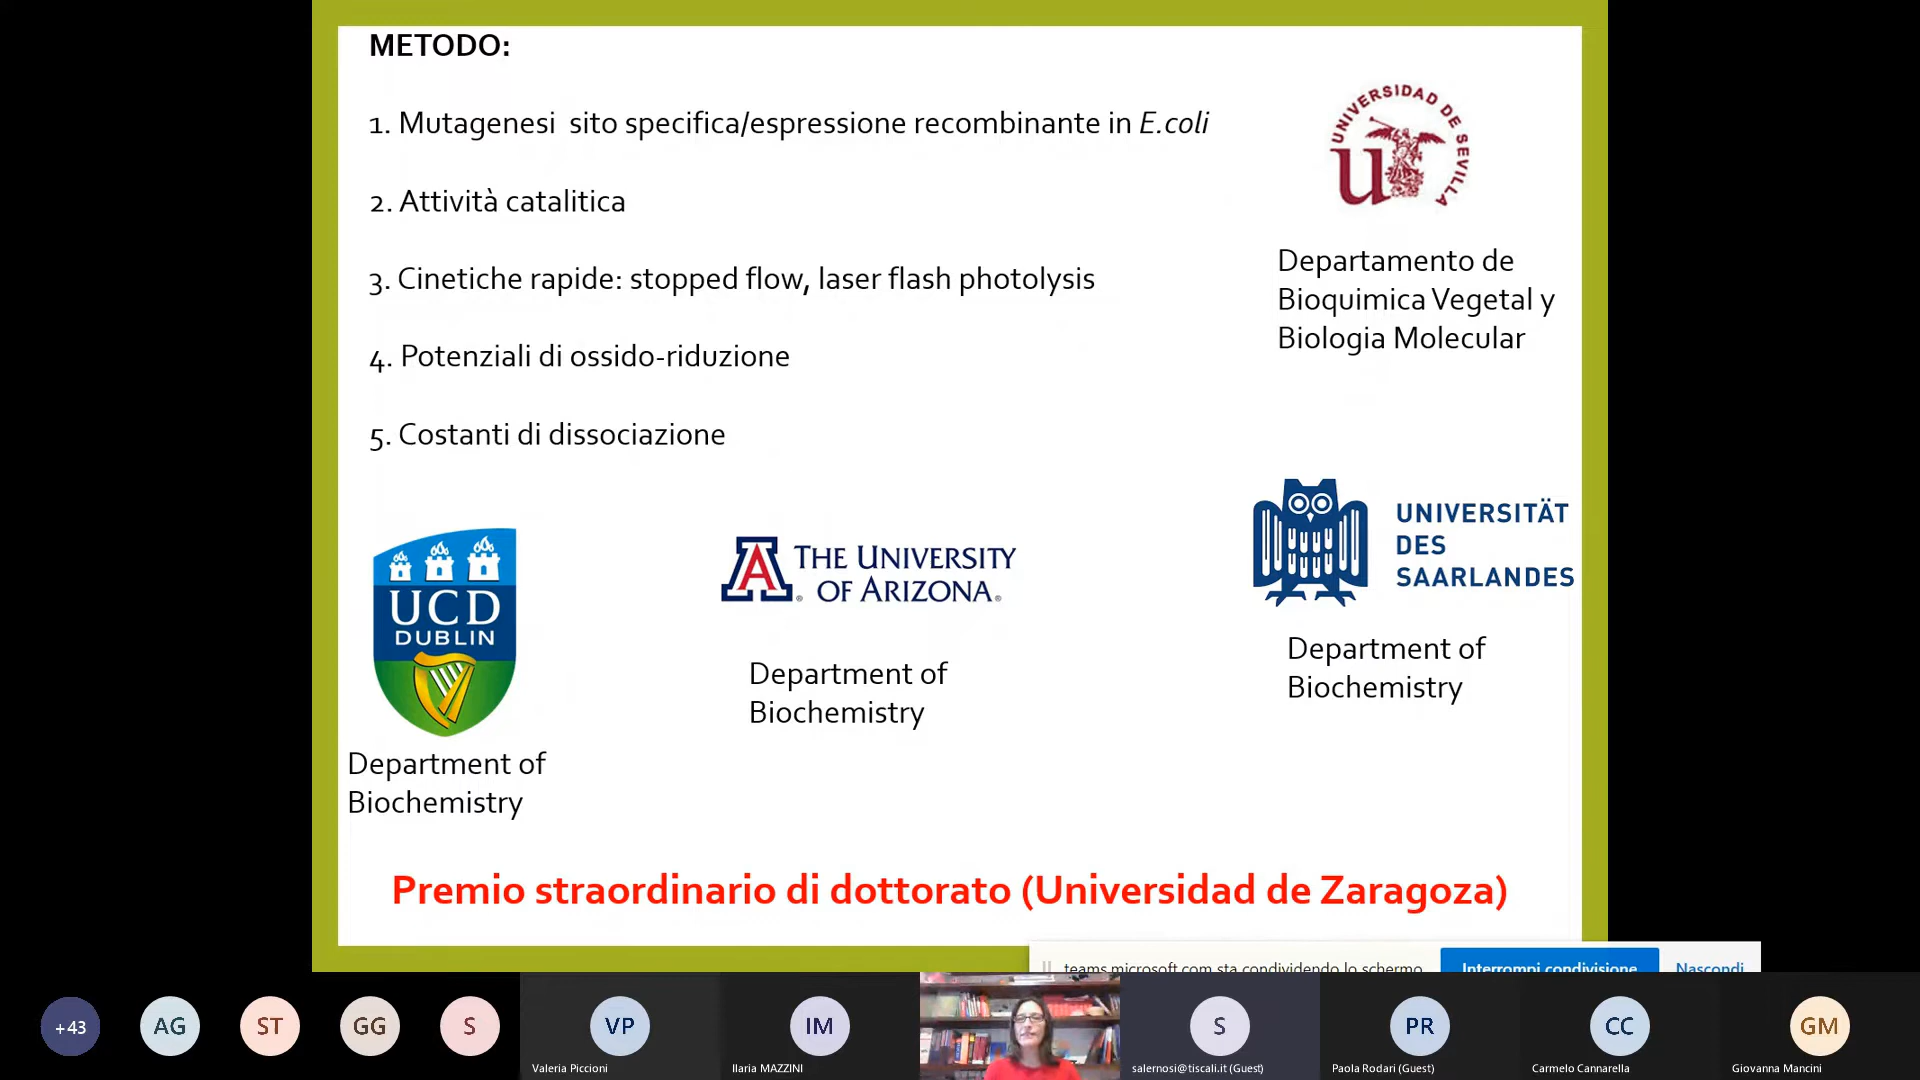 METODO:
1. Mutagenesi  sito specifica/espressione recombinante in E.coli
2. Attività catalitica
3. Cinetiche rapide: stopped flow, laser flash photolysis
4. Potenziali di ossido-riduzione
5. Costanti di dissociazione
UNIVERSIDAD DE SEVILLA
Departamento de
Bioquimica Vegetal y
Biologia Molecular
UCD
DUBLIN
Department of
Biochemistry
THE UNIVERSITY
OF ARIZONA®
Department of
Biochemistry
UNIVERSITÄT
DES
SAARLANDES
Department of
Biochemistry
Premio straordinario di dottorato (Universidad de Zaragoza)
teams.microsoft.com sta condividendo lo schermo.
Interrompi condivisione
Nascondi
+43
AG
ST
GG
S
VP
Valeria Piccioni
IM
Ilaria MAZZINI
S
salernosi@tiscali.it (Guest)
PR
Paola Rodari (Guest)
CC
Carmelo Cannarella
GM
Giovanna Mancini